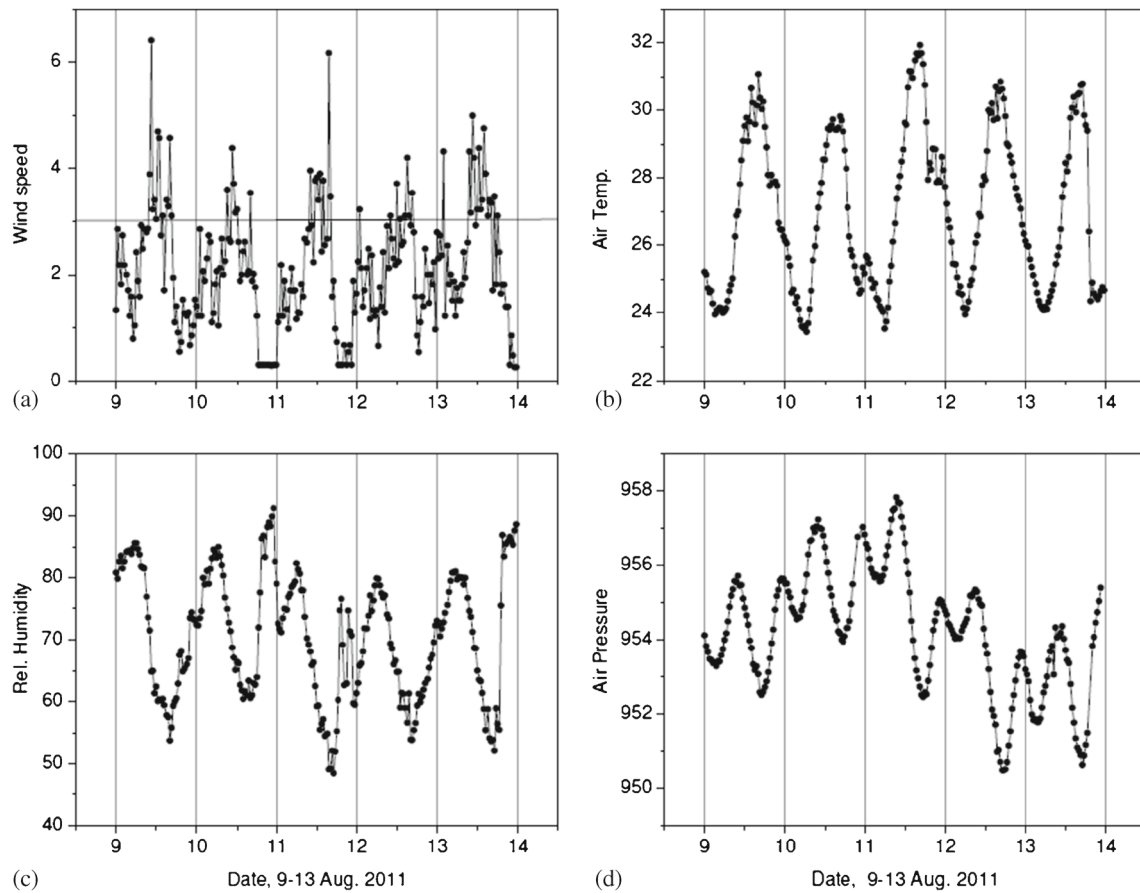 6
4
2
0
Wind speed
9 10 11 12 13 14
(a)
32
30
28
26
24
22
Air Temp.
9 10 11 12 13 14
(b)
100
90
80
70
60
50
40
Rel. Humidity
9 10 11 12 13 14
(c)
Date, 9-13 Aug. 2011
958
956
954
952
950
Air Pressure
9 10 11 12 13 14
(d)
Date, 9-13 Aug. 2011